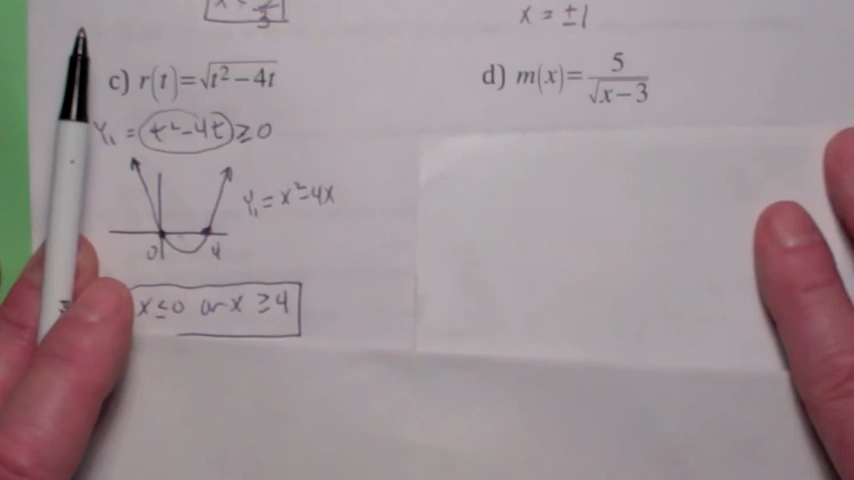 x = ±1
c) r(t)=√t²−4t
d) m(x)= 5/√x−3
Y₁ = t²−4t ≥ 0
Y₁ = x²−4x
0 4
x ≤ 0 or x ≥ 4